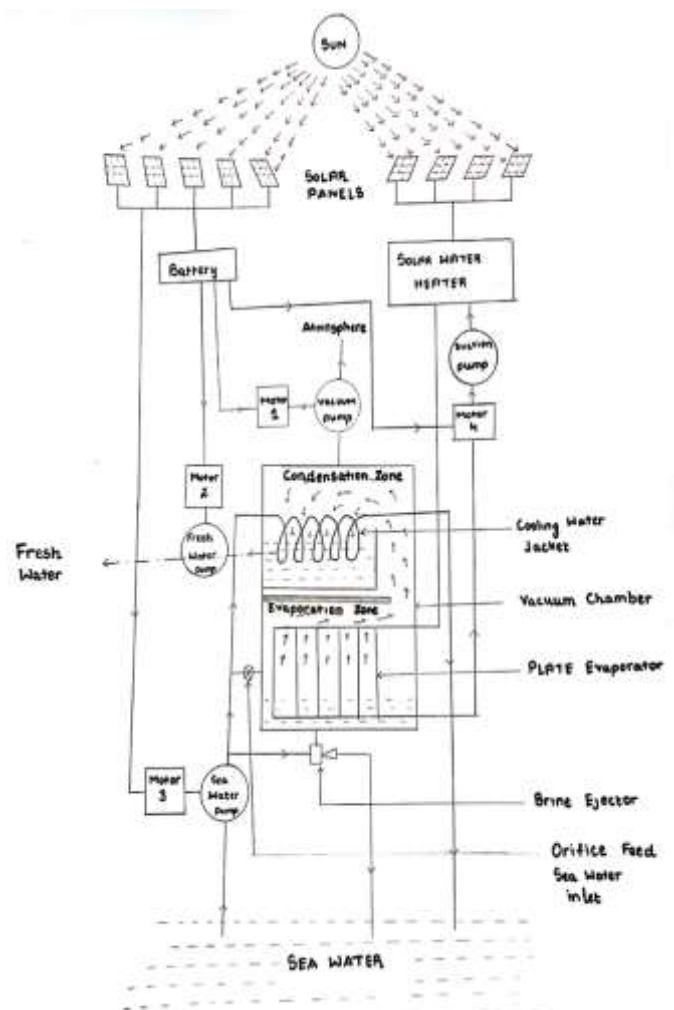 SUN
SOLAR
PANELS
Battery
SOLAR WATER
HEATER
Atmosphere
Suction
pump
Motor
1
Vacuum
pump
Motor
4
Motor
2
Condensation Zone
Fresh
Water
Fresh
Water
pump
Cooling Water
Jacket
Evaporation Zone
Vacuum Chamber
PLATE Evaporator
Motor
3
Sea
Water
Pump
Brine Ejector
Orifice Feed
Sea Water
inlet
SEA WATER